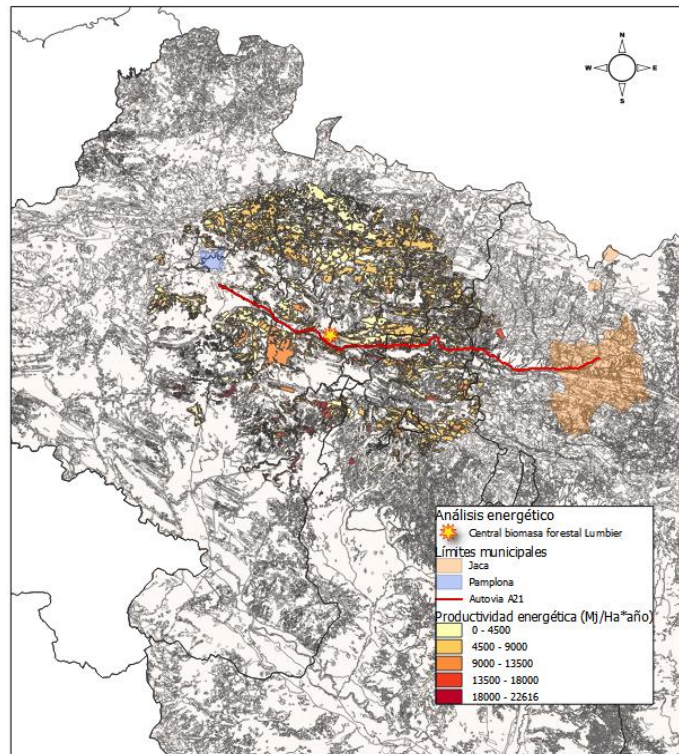 N
W E
S
Análisis energético
Central biomasa forestal Lumbier
Límites municipales
Jaca
Pamplona
Autovia A21
Productividad energética (Mj/Ha*año)
0 - 4500
4500 - 9000
9000 - 13500
13500 - 18000
18000 - 22616